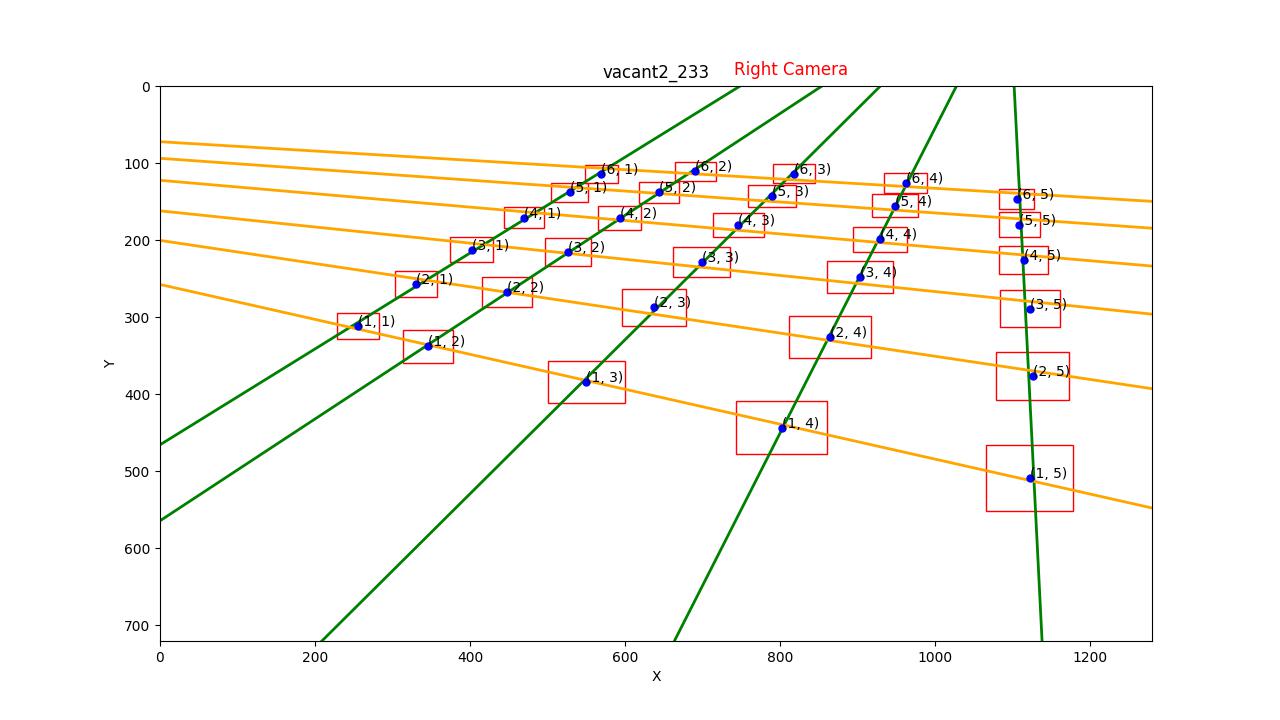 vacant2_233 Right Camera
0
100
200
300
400
500
600
700
Y
(6, 1) (6, 2) (6, 3) (6, 4) (6, 5)
(5, 1) (5, 2) (5, 3) (5, 4) (5, 5)
(4, 1) (4, 2) (4, 3) (4, 4) (4, 5)
(3, 1) (3, 2) (3, 3) (3, 4) (3, 5)
(2, 1) (2, 2) (2, 3) (2, 4) (2, 5)
(1, 1) (1, 2) (1, 3) (1, 4) (1, 5)
0 200 400 600 800 1000 1200
X